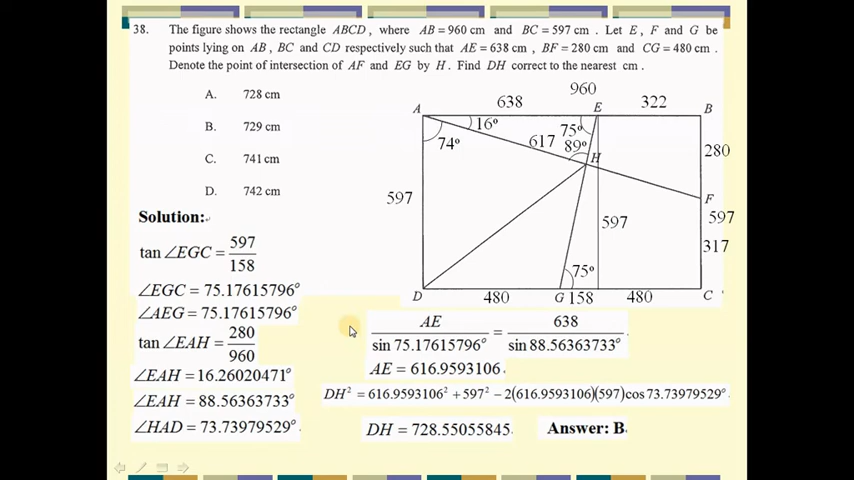 38. The figure shows the rectangle ABCD, where AB = 960 cm and BC = 597 cm. Let E, F and G be
points lying on AB, BC and CD respectively such that AE = 638 cm, BF = 280 cm and CG = 480 cm.
Denote the point of intersection of AF and EG by H. Find DH correct to the nearest cm.
A. 728 cm
B. 729 cm
C. 741 cm
D. 742 cm
960
A 638 E 322 B
16° 75°
74° 617 89° H 280
597 F
597 597
317
75°
D 480 G 158 480 C
Solution:
tan ∠EGC = 597/158
∠EGC = 75.17615796°
∠AEG = 75.17615796°
tan ∠EAH = 280/960
∠EAH = 16.26020471°
∠EAH = 88.56363733°
∠HAD = 73.73979529°
AE/sin 75.17615796° = 638/sin 88.56363733°
AE = 616.9593106
DH² = 616.9593106² + 597² − 2(616.9593106)(597)cos 73.73979529°
DH = 728.55055845 Answer: B